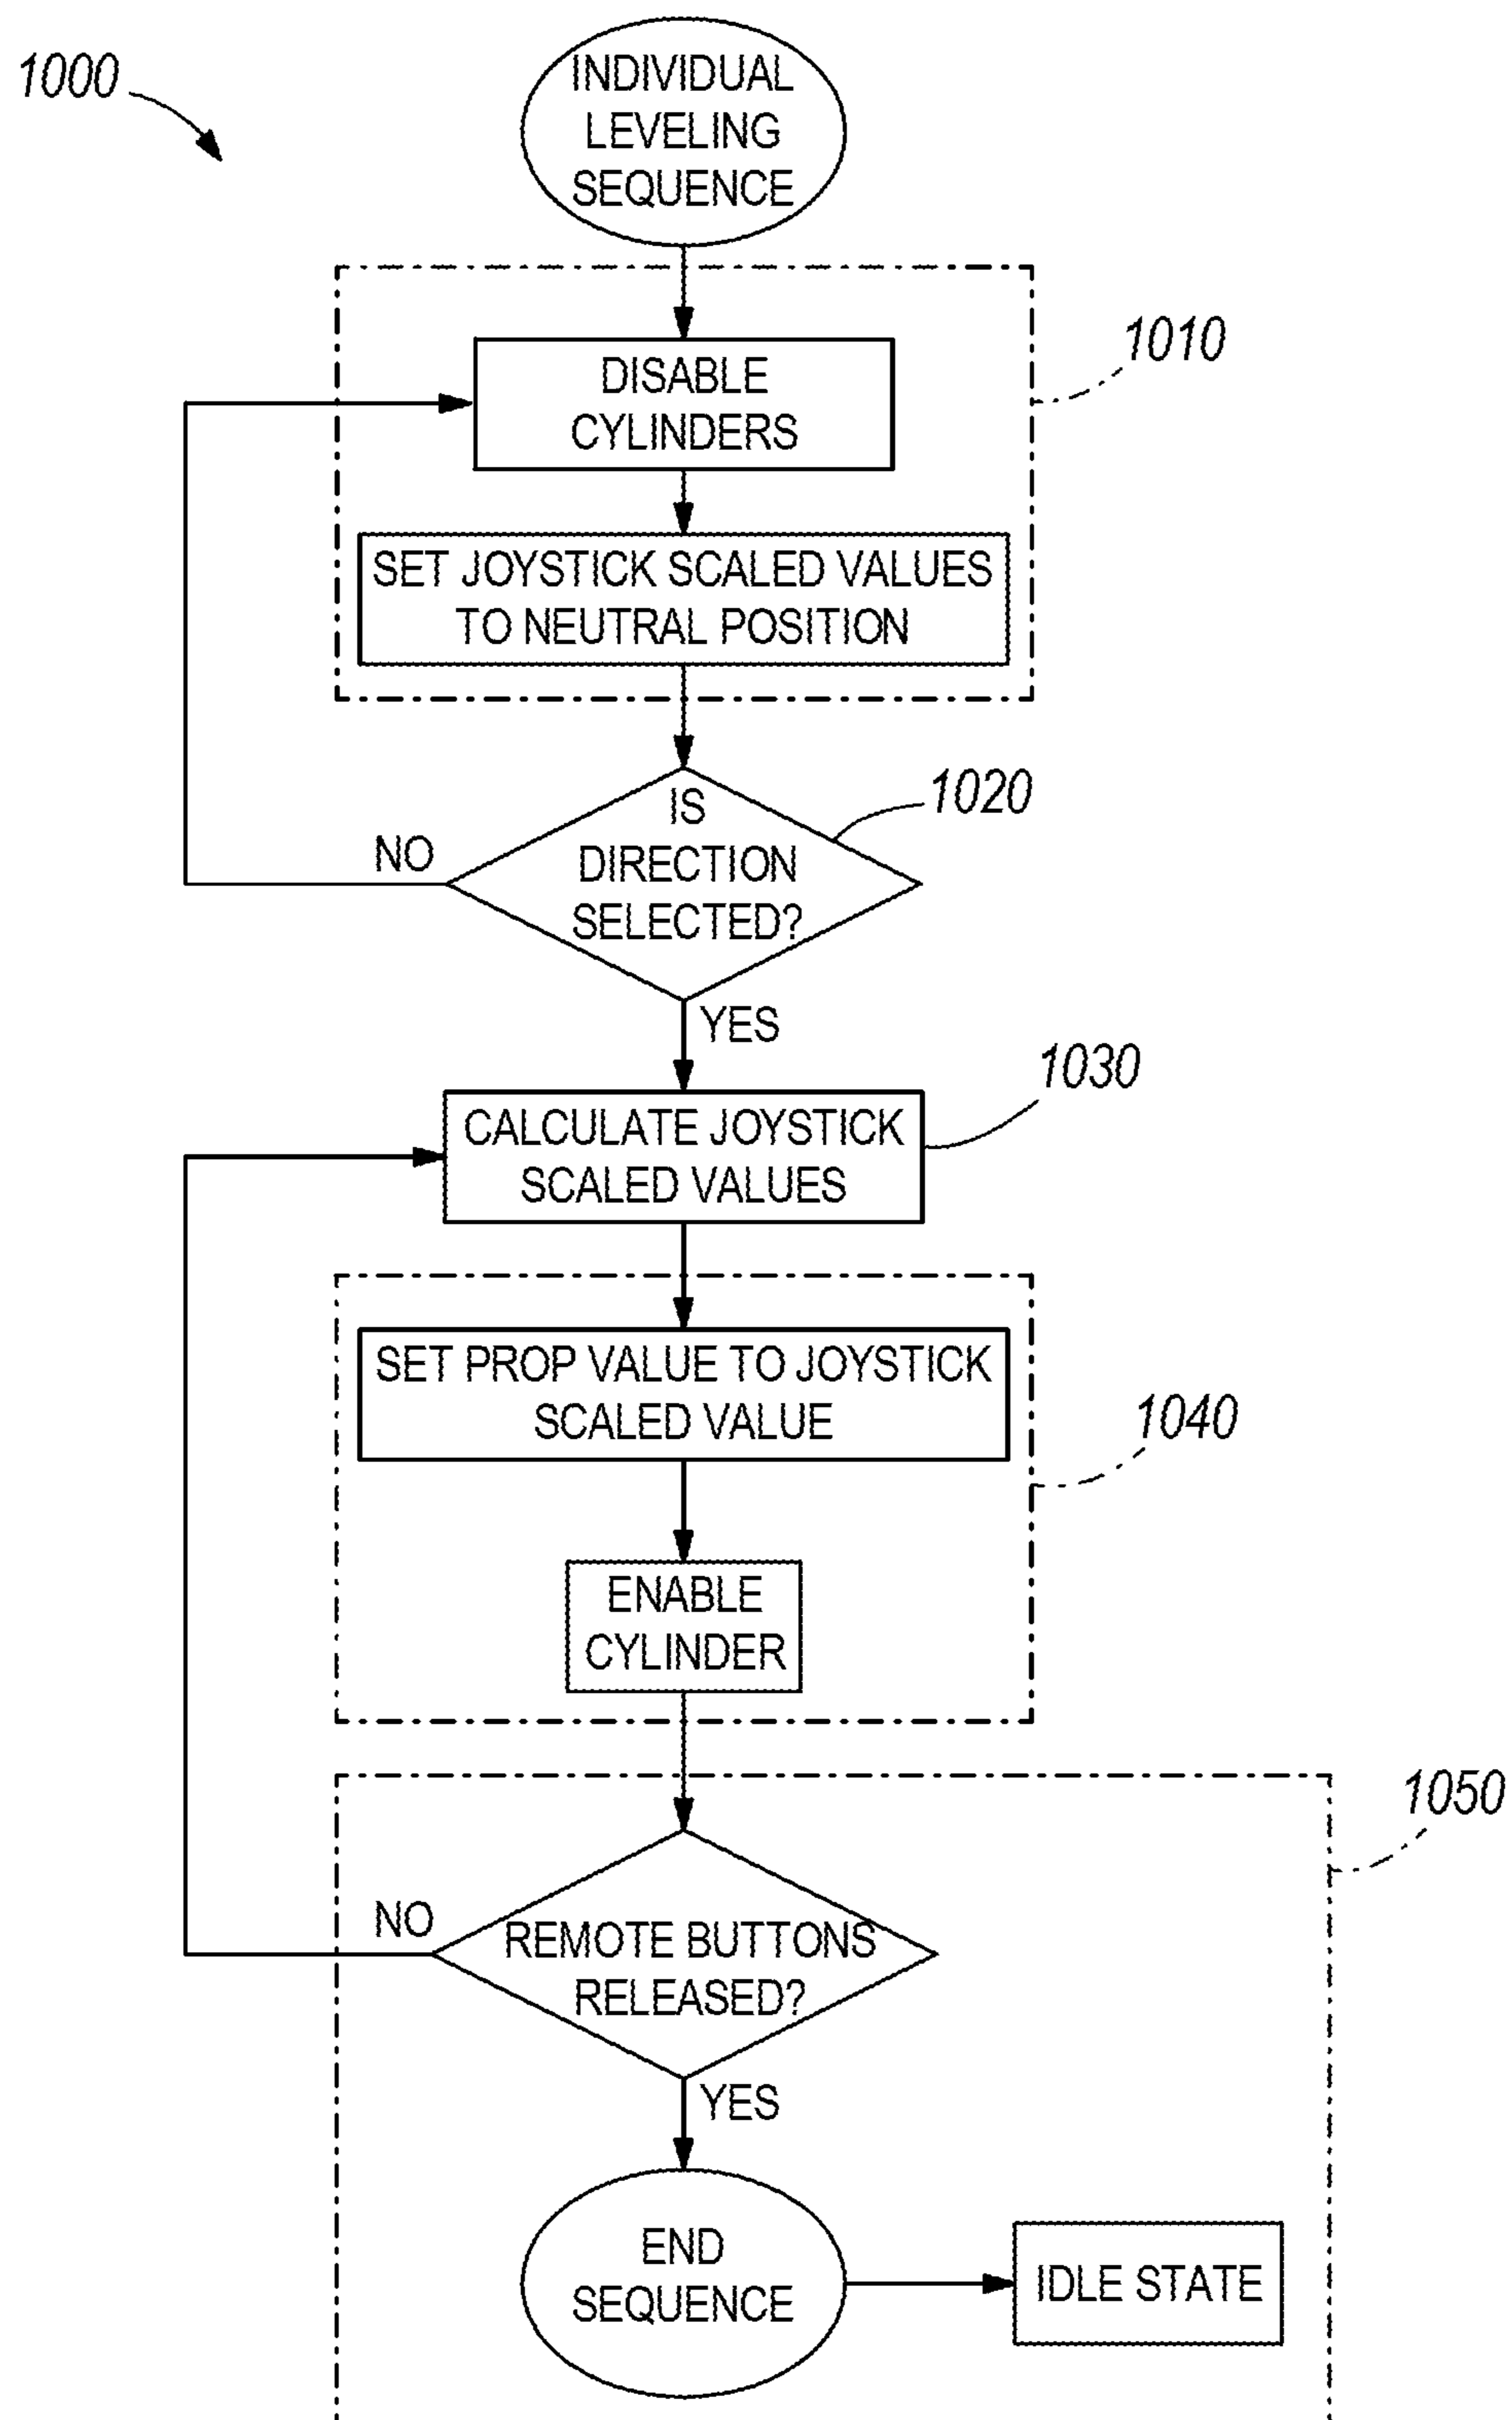 1000
INDIVIDUAL
LEVELING
SEQUENCE
1010
DISABLE
CYLINDERS
SET JOYSTICK SCALED VALUES
TO NEUTRAL POSITION
1020
IS
DIRECTION
SELECTED?
NO
YES
1030
CALCULATE JOYSTICK
SCALED VALUES
SET PROP VALUE TO JOYSTICK
SCALED VALUE
1040
ENABLE
CYLINDER
1050
NO
REMOTE BUTTONS
RELEASED?
YES
END
SEQUENCE
IDLE STATE